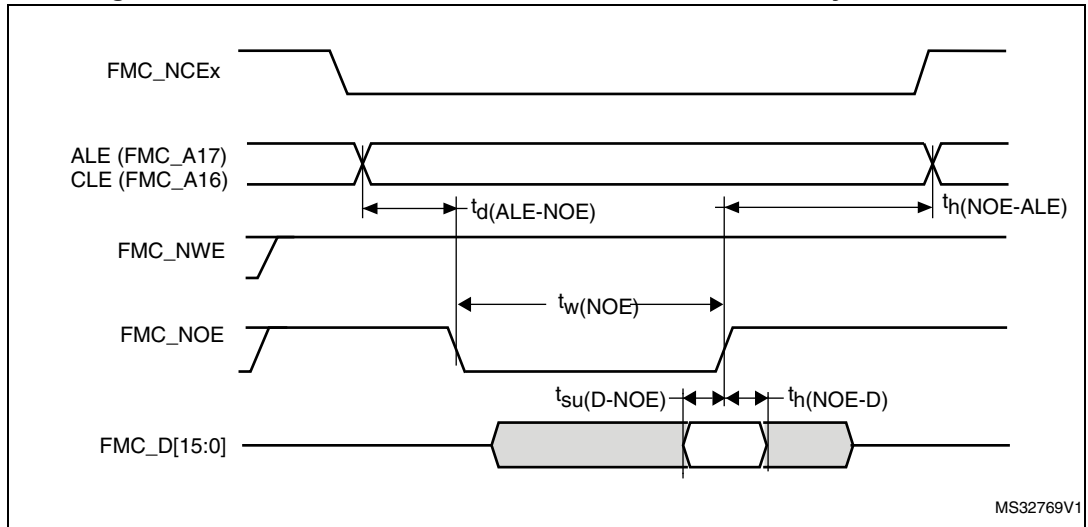 FMC_NCEx
ALE (FMC_A17)
CLE (FMC_A16)
td(ALE-NOE)
th(NOE-ALE)
FMC_NWE
tw(NOE)
FMC_NOE
tsu(D-NOE)
th(NOE-D)
FMC_D[15:0]
MS32769V1